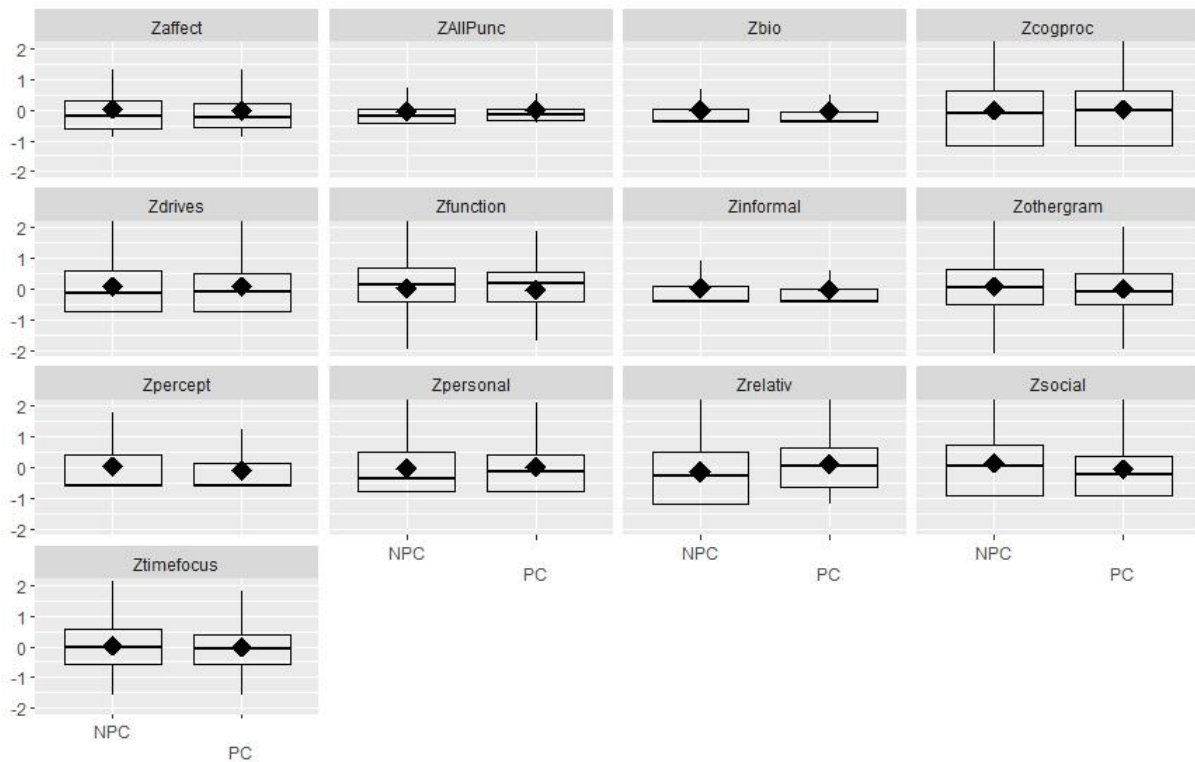 Zaffect ZAllPunc Zbio Zcogproc
2
1
0
-1
-2
Zdrives Zfunction Zinformal Zothergram
2
1
0
-1
-2
Zpercept Zpersonal Zrelativ Zsocial
2
1
0
-1
-2
NPC NPC NPC
PC PC PC
Ztimefocus
2
1
0
-1
-2
NPC
PC